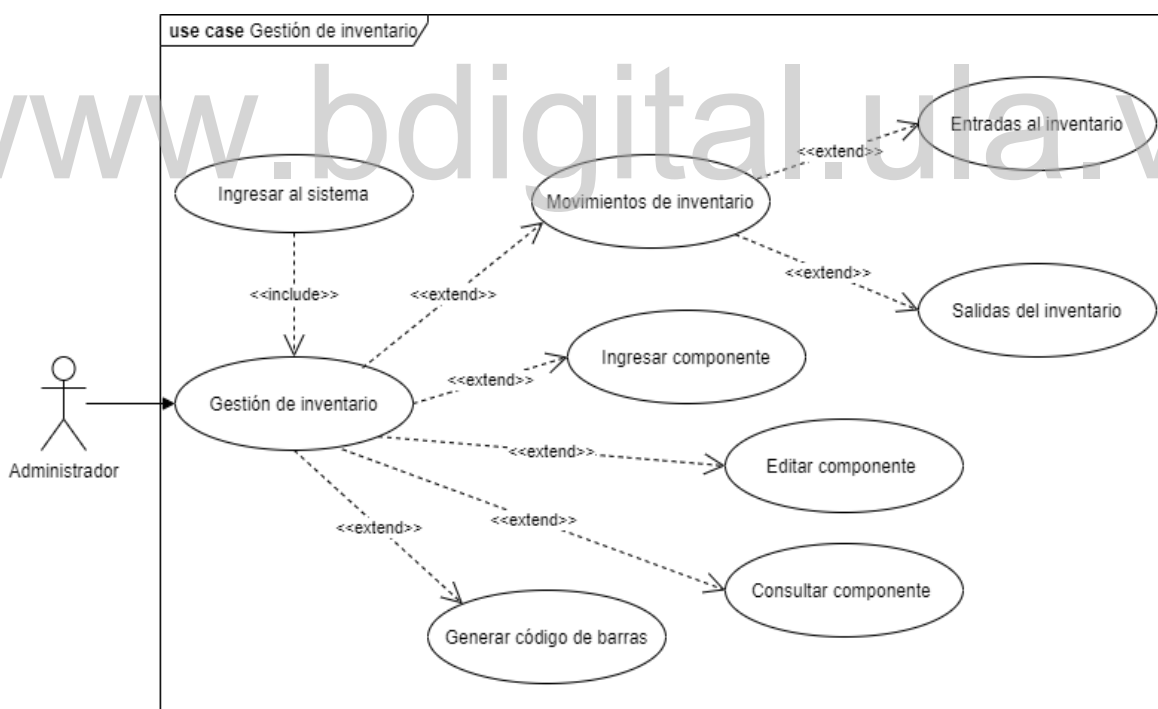 use case Gestión de inventario
www.bdigital.ula.v
Entradas al inventario
<<extend>>
Ingresar al sistema
Movimientos de inventario
<<include>>
<<extend>>
<<extend>>
Salidas del inventario
Ingresar componente
<<extend>>
Gestión de inventario
Administrador
<<extend>>
Editar componente
<<extend>>
<<extend>>
Consultar componente
Generar código de barras